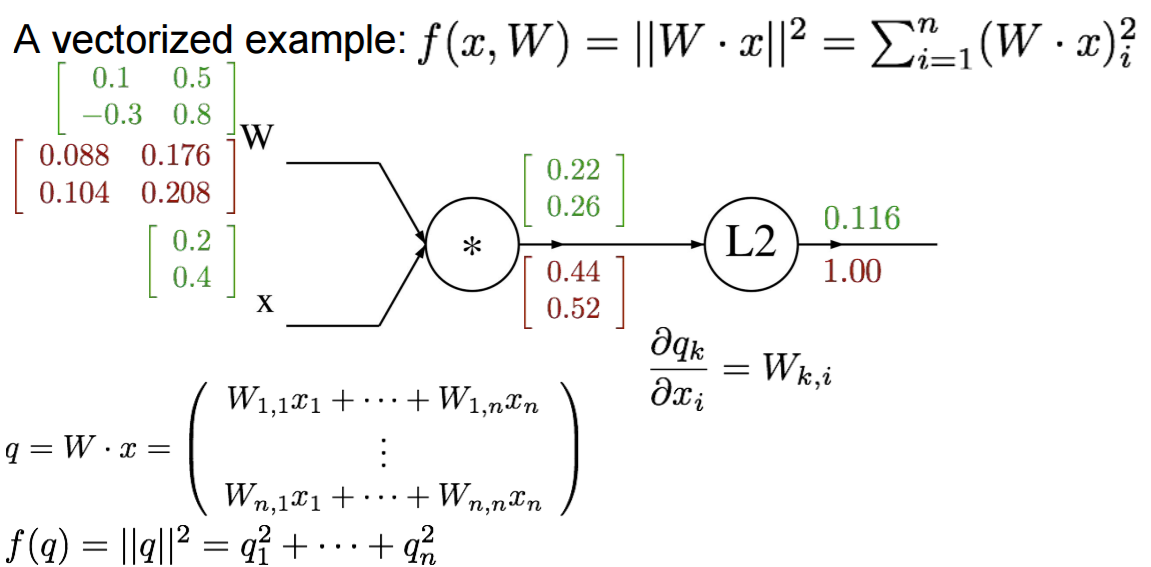 A vectorized example: f(x, W) = ||W · x||² = ∑ⁿᵢ₌₁(W · x)²ᵢ
[ 0.1 0.5
−0.3 0.8 ]
W
[ 0.088 0.176
0.104 0.208 ]
[ 0.2
0.4 ]
x
*
[ 0.22
0.26 ]
[ 0.44
0.52 ]
L2
0.116
1.00
∂qₖ/∂xᵢ = Wₖ,ᵢ
q = W · x = ( W₁,₁x₁ + ⋯ + W₁,ₙxₙ
⋮
Wₙ,₁x₁ + ⋯ + Wₙ,ₙxₙ )
f(q) = ||q||² = q₁² + ⋯ + qₙ²